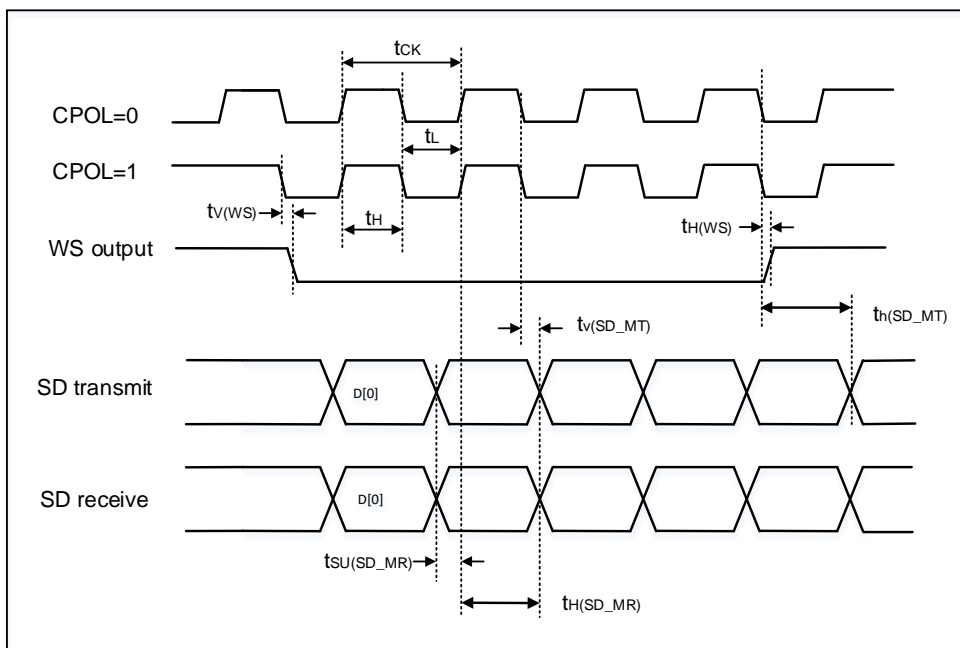 tCK
CPOL=0
tL
CPOL=1
tV(WS)
tH
tH(WS)
WS output
tv(SD_MT)
th(SD_MT)
SD transmit
D[0]
SD receive
D[0]
tSU(SD_MR)
tH(SD_MR)